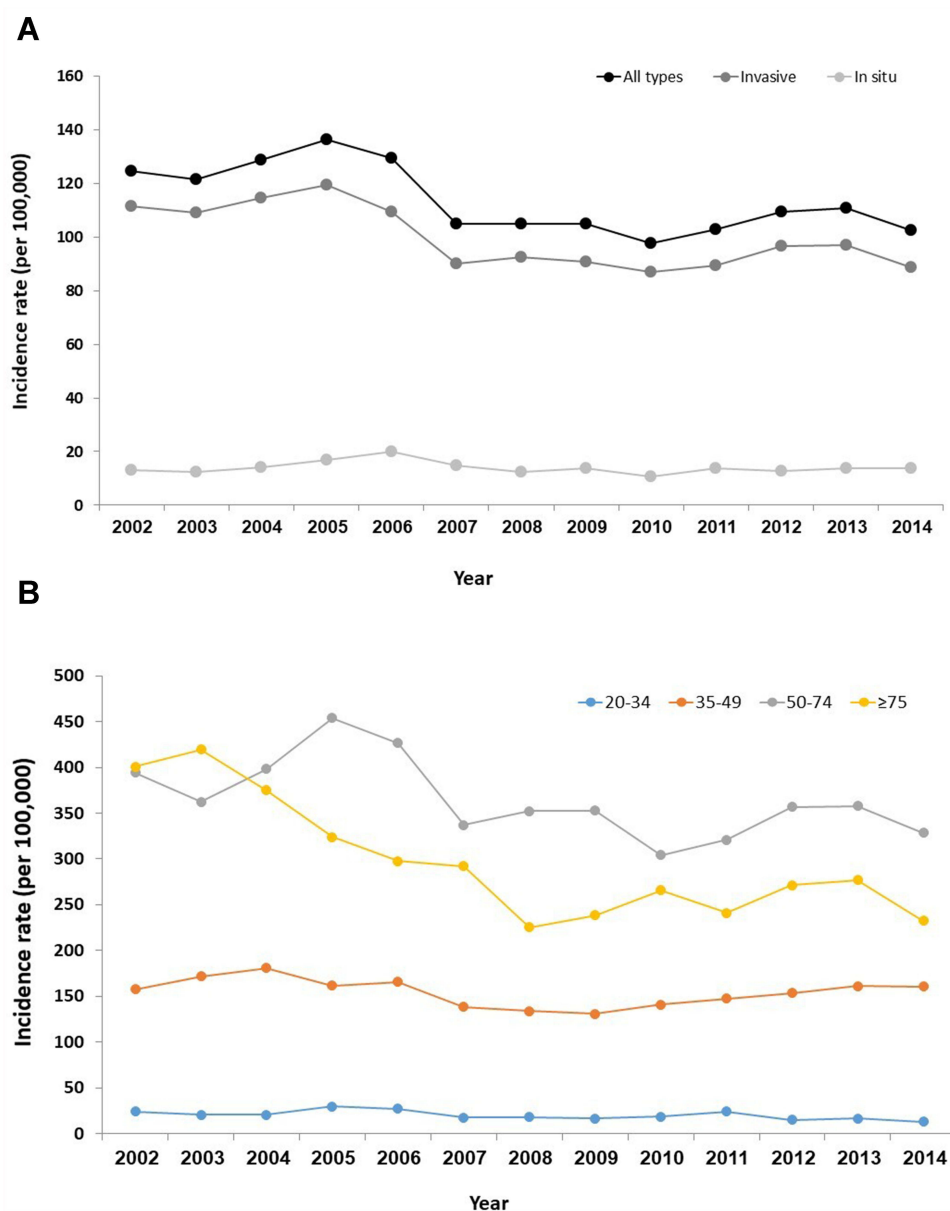 A
160
All types Invasive In situ
140
120
100
80
60
40
20
0
Incidence rate (per 100,000)
2002 2003 2004 2005 2006 2007 2008 2009 2010 2011 2012 2013 2014
Year
B
500
20-34 35-49 50-74 ≥75
450
400
350
300
250
200
150
100
50
0
Incidence rate (per 100,000)
2002 2003 2004 2005 2006 2007 2008 2009 2010 2011 2012 2013 2014
Year